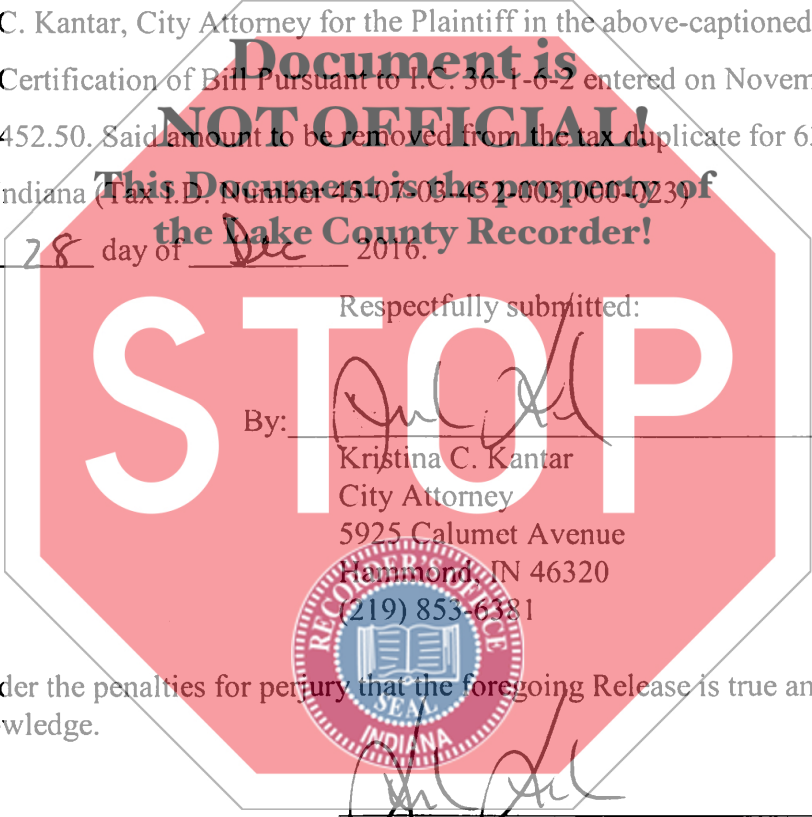 C. Kantar, City Attorney for the Plaintiff in the above-captioned
Document is
Certification of Bill Pursuant to I.C. 36-1-6-2 entered on Novem
NOT OFFICIAL!
452.50. Said amount to be removed from the tax duplicate for 6
This Document is the property of
ndiana (Tax I.D. Number 45-07-03-452-003.000-023)
the Lake County Recorder!
28 day of Dec 2016.
Respectfully submitted:
STOP
By:
Kristina C. Kantar
City Attorney
5925 Calumet Avenue
Hammond, IN 46320
(219) 853-6381
RECORDER'S OFFICE
SEAL
INDIANA
der the penalties for perjury that the foregoing Release is true an
wledge.